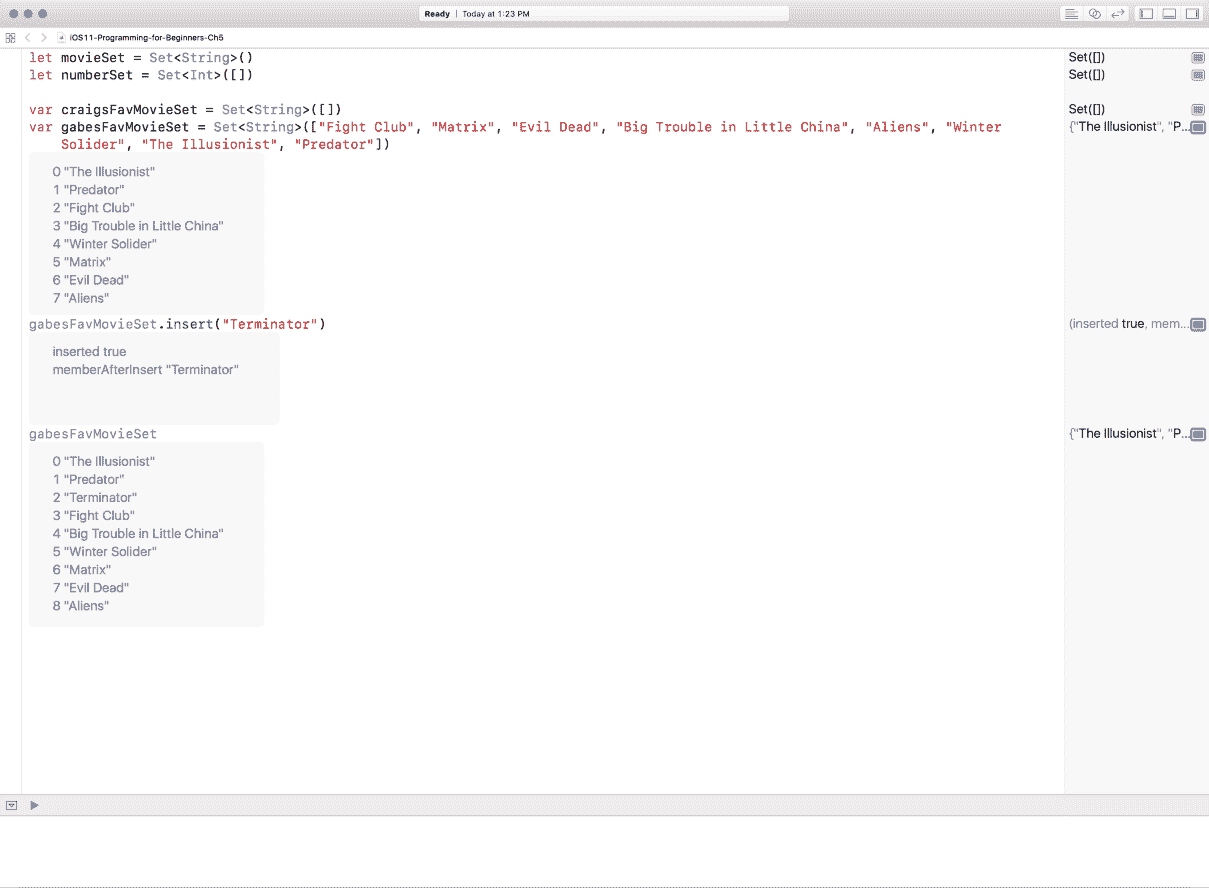 Ready | Today at 1:23 PM
iOS11-Programming-for-Beginners-Ch5
let movieSet = Set<String>() Set([])
let numberSet = Set<Int>([]) Set([])
var craigsFavMovieSet = Set<String>([]) Set([])
var gabesFavMovieSet = Set<String>(["Fight Club", "Matrix", "Evil Dead", "Big Trouble in Little China", "Aliens", "Winter {"The Illusionist", "P...
Solider", "The Illusionist", "Predator"])
0 "The Illusionist"
1 "Predator"
2 "Fight Club"
3 "Big Trouble in Little China"
4 "Winter Solider"
5 "Matrix"
6 "Evil Dead"
7 "Aliens"
gabesFavMovieSet.insert("Terminator") (inserted true, mem...
inserted true
memberAfterInsert "Terminator"
gabesFavMovieSet {"The Illusionist", "P...
0 "The Illusionist"
1 "Predator"
2 "Terminator"
3 "Fight Club"
4 "Big Trouble in Little China"
5 "Winter Solider"
6 "Matrix"
7 "Evil Dead"
8 "Aliens"